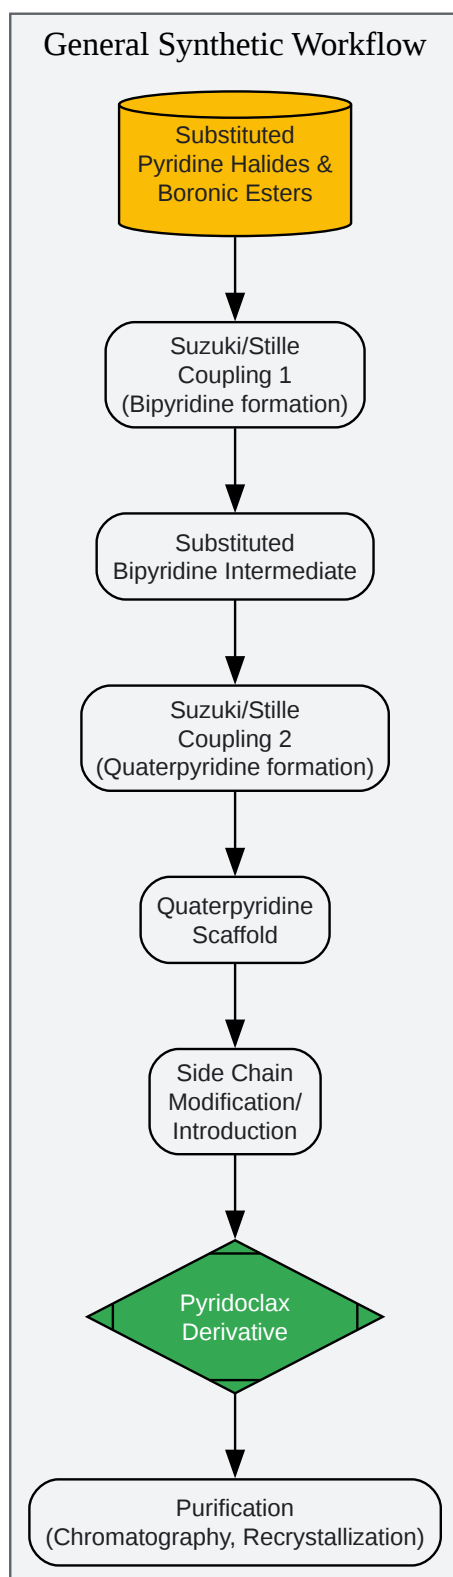 General Synthetic Workflow
Substituted
Pyridine Halides &
Boronic Esters
Suzuki/Stille
Coupling 1
(Bipyridine formation)
Substituted
Bipyridine Intermediate
Suzuki/Stille
Coupling 2
(Quaterpyridine formation)
Quaterpyridine
Scaffold
Side Chain
Modification/
Introduction
Pyridoclax
Derivative
Purification
(Chromatography, Recrystallization)